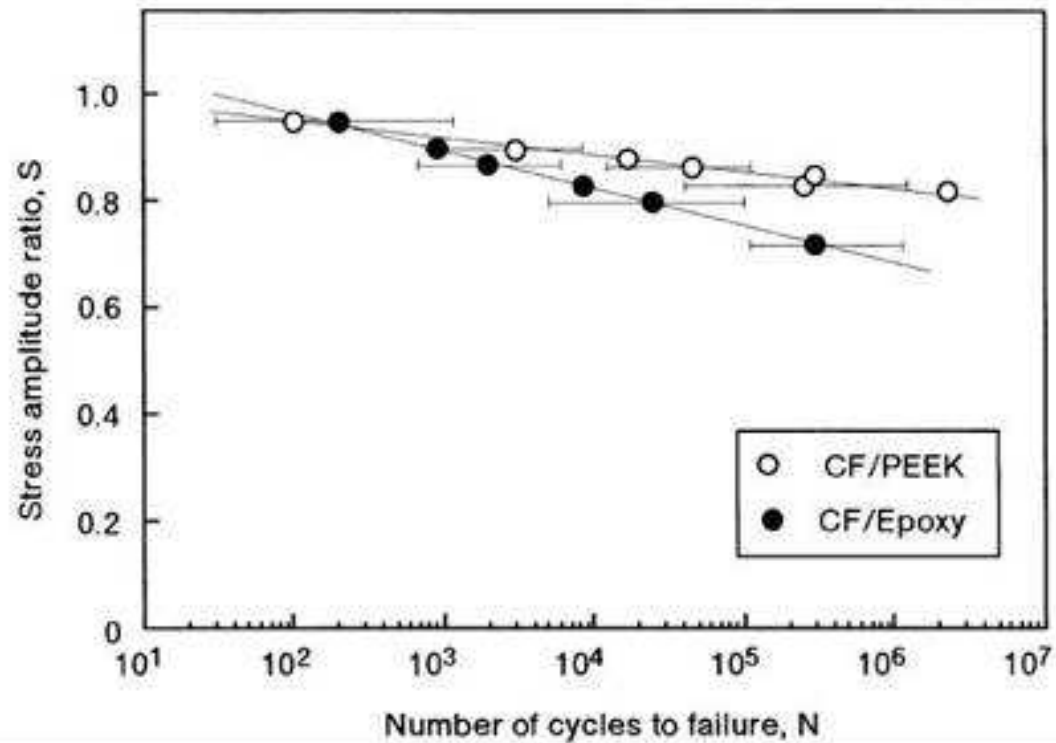 Stress amplitude ratio, S
1.0
0.8
0.6
0.4
0.2
0
CF/PEEK
CF/Epoxy
10¹ 10² 10³ 10⁴ 10⁵ 10⁶ 10⁷
Number of cycles to failure, N